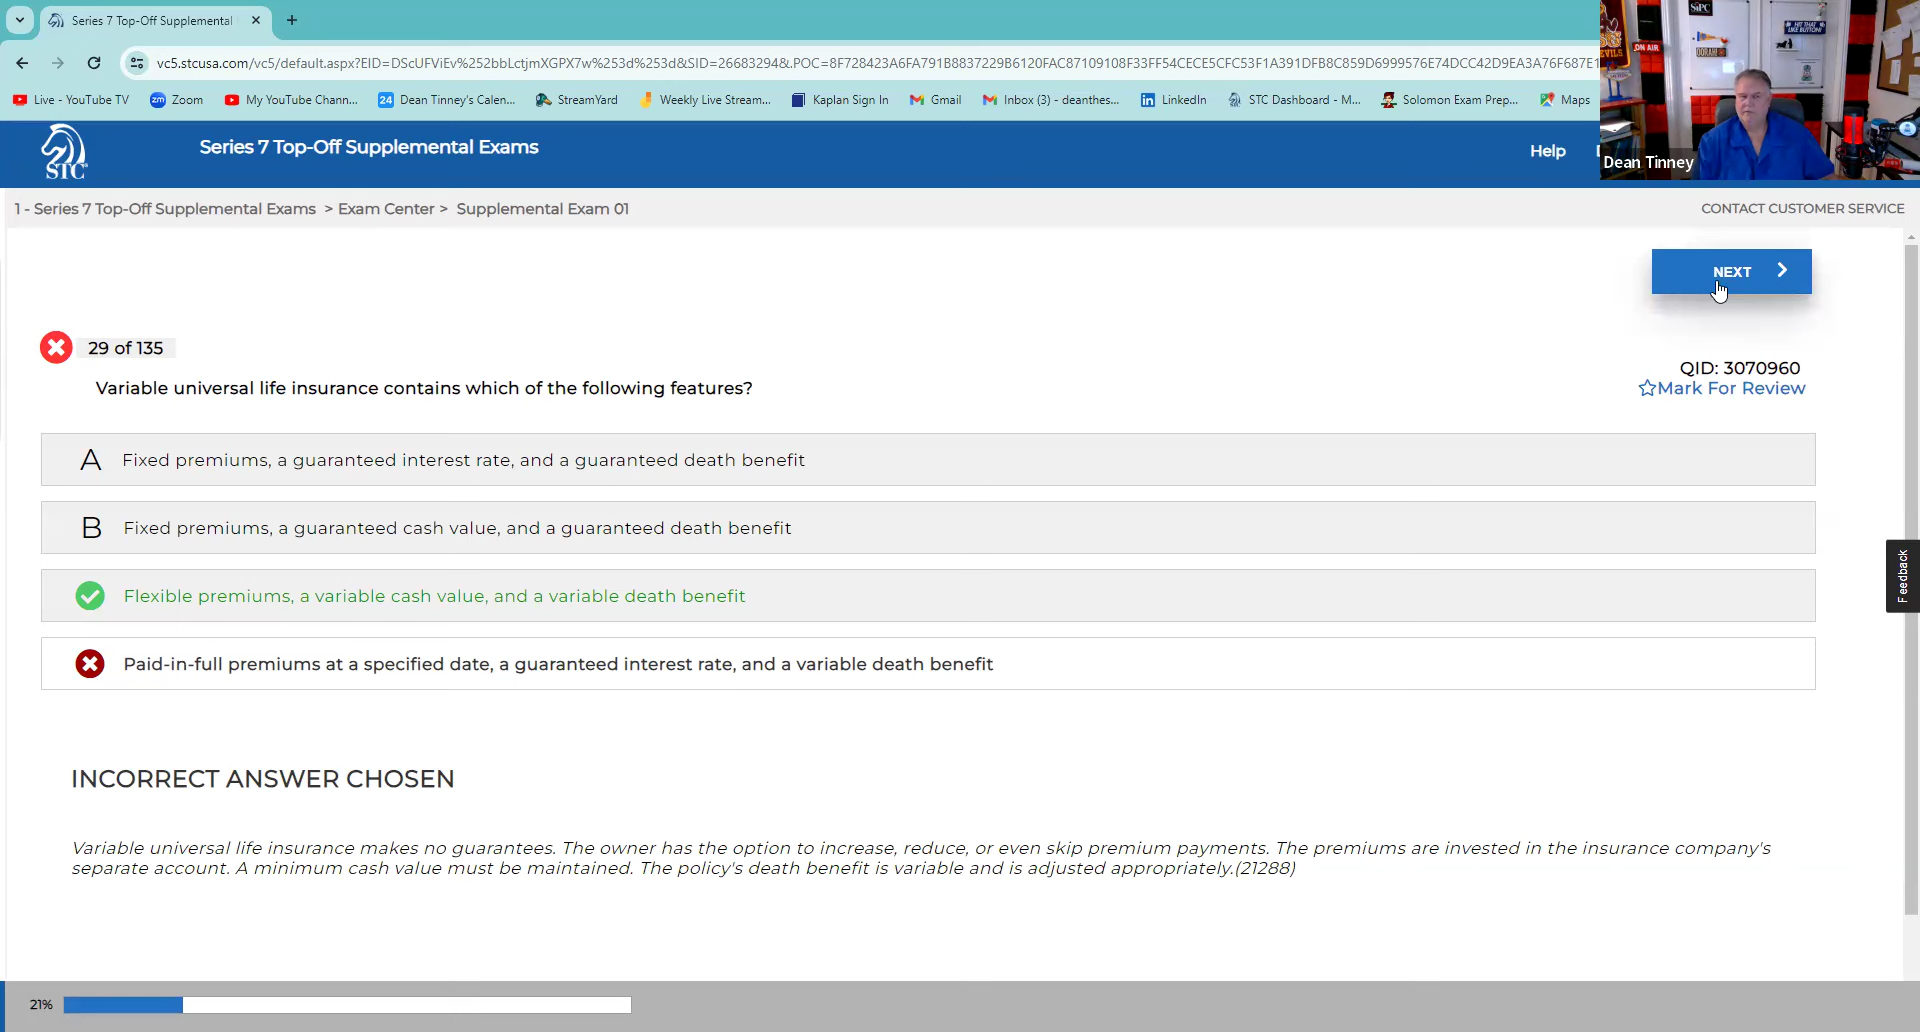 Series 7 Top-Off Supplemental
vc5.stcusa.com/vc5/default.aspx?EID=DScUFViEv%252bbLctjmXGPX7w%253d%253d&SID=26683294&.POC=8F728423A6FA791B8837229B6120FAC87109108F33FF54CECE5CFC53F1A391DFB8C859D6999576E74DCC42D9EA3A76F687E1
Live - YouTube TV
Zoom
My YouTube Chann...
24
Dean Tinney's Calen...
StreamYard
Weekly Live Stream...
Kaplan Sign In
Gmail
Inbox (3) - deanthes...
LinkedIn
STC Dashboard - M...
Solomon Exam Prep...
Maps
SIPC
HIT THAT
LIKE BUTTON!
ON AIR
Dean Tinney
STC
Series 7 Top-Off Supplemental Exams
Help
1 - Series 7 Top-Off Supplemental Exams > Exam Center > Supplemental Exam 01
CONTACT CUSTOMER SERVICE
NEXT
29 of 135
QID: 3070960
Mark For Review
Variable universal life insurance contains which of the following features?
A Fixed premiums, a guaranteed interest rate, and a guaranteed death benefit
B Fixed premiums, a guaranteed cash value, and a guaranteed death benefit
Flexible premiums, a variable cash value, and a variable death benefit
Paid-in-full premiums at a specified date, a guaranteed interest rate, and a variable death benefit
Feedback
INCORRECT ANSWER CHOSEN
Variable universal life insurance makes no guarantees. The owner has the option to increase, reduce, or even skip premium payments. The premiums are invested in the insurance company's
separate account. A minimum cash value must be maintained. The policy's death benefit is variable and is adjusted appropriately.(21288)
21%